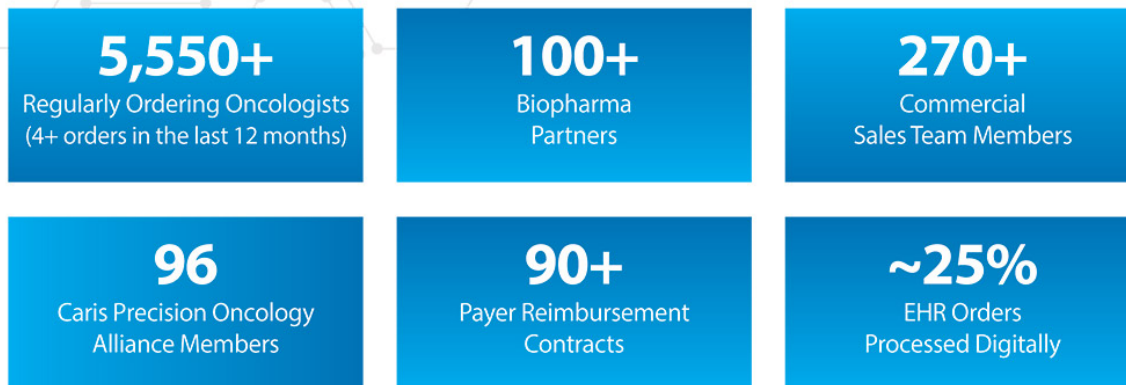 5,550+
Regularly Ordering Oncologists
(4+ orders in the last 12 months)
100+
Biopharma
Partners
270+
Commercial
Sales Team Members
96
Caris Precision Oncology
Alliance Members
90+
Payer Reimbursement
Contracts
~25%
EHR Orders
Processed Digitally